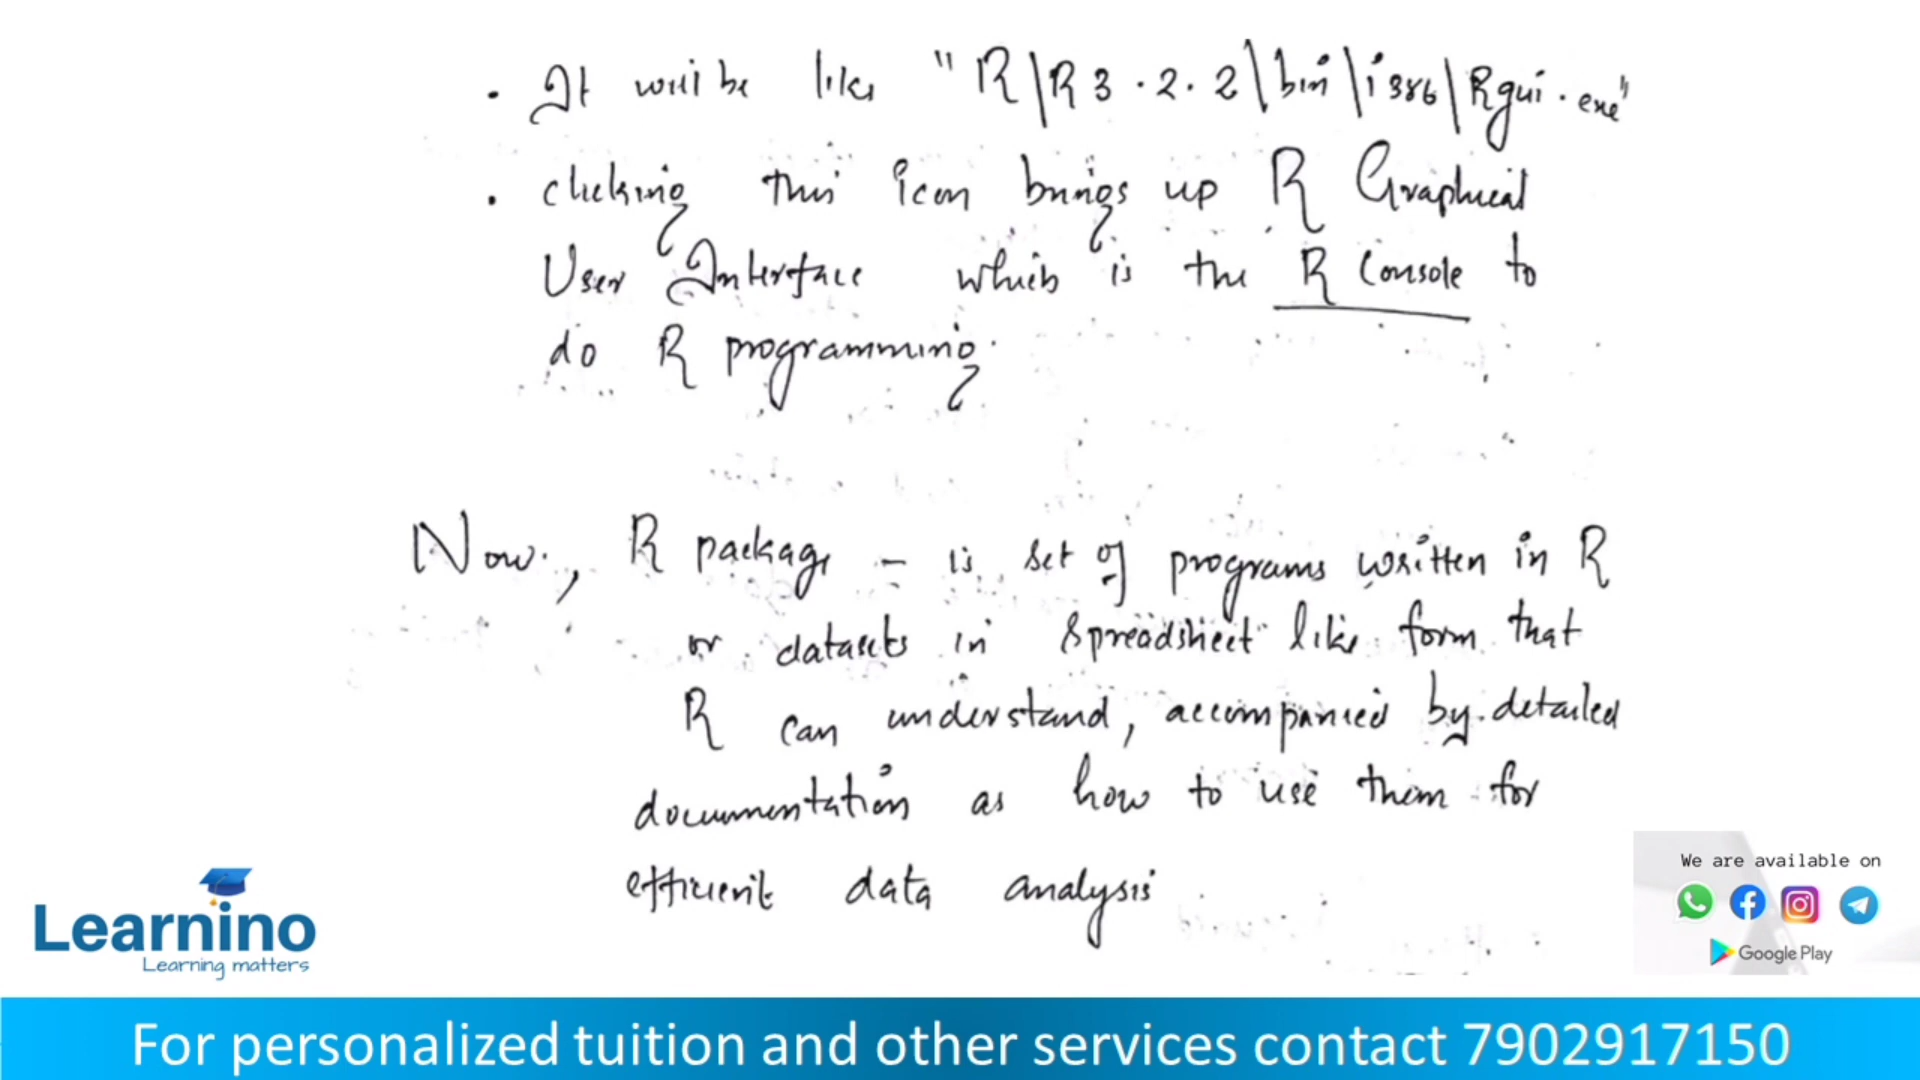 . It will be like "R\R3.2.2\bin\i386\Rgui.exe"
. clicking this icon brings up R Graphical
User Interface which is the R Console to
do R programming.
Now, R package - is set of programs written in R
or datasets in spreadsheet like form that
R can understand, accompanied by detailed
documentation as how to use them for
efficient data analysis
We are available on
Google Play
Learnino
Learning matters
For personalized tuition and other services contact 7902917150